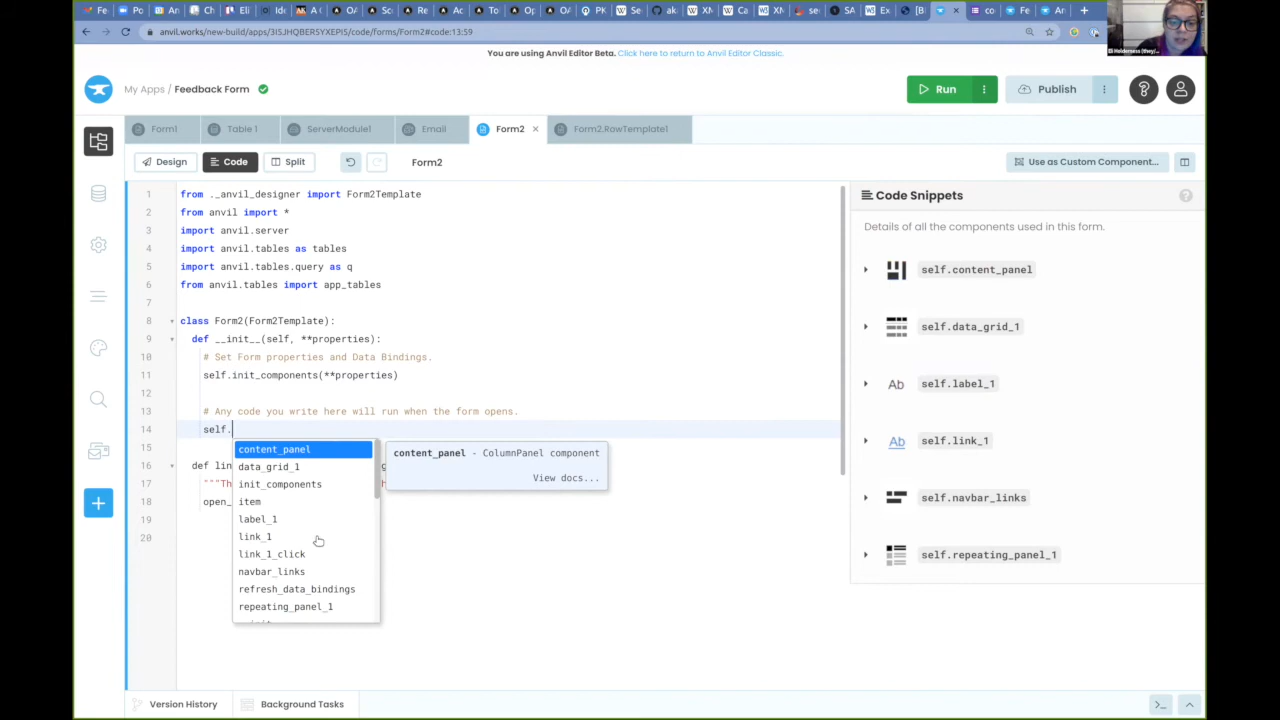 anvil.works/new-build/apps/3ISJHQBER5YXEPIS/code/forms/Form2#code:13:59
Eli Holderness (they/...
You are using Anvil Editor Beta. Click here to return to Anvil Editor Classic.
My Apps / Feedback Form
Run
Publish
Form1
Table 1
ServerModule1
Email
Form2
Form2.RowTemplate1
Design
Code
Split
Form2
Use as Custom Component...
1 from ._anvil_designer import Form2Template
2 from anvil import *
3 import anvil.server
4 import anvil.tables as tables
5 import anvil.tables.query as q
6 from anvil.tables import app_tables
7
8 class Form2(Form2Template):
9 def __init__(self, **properties):
10 # Set Form properties and Data Bindings.
11 self.init_components(**properties)
12
13 # Any code you write here will run when the form opens.
14 self.
15
16 def lin
17 """Th
18 open_
19
20
content_panel
data_grid_1
init_components
item
label_1
link_1
link_1_click
navbar_links
refresh_data_bindings
repeating_panel_1
content_panel - ColumnPanel component
View docs...
Code Snippets
Details of all the components used in this form.
self.content_panel
self.data_grid_1
Ab self.label_1
Ab self.link_1
self.navbar_links
self.repeating_panel_1
Version History
Background Tasks